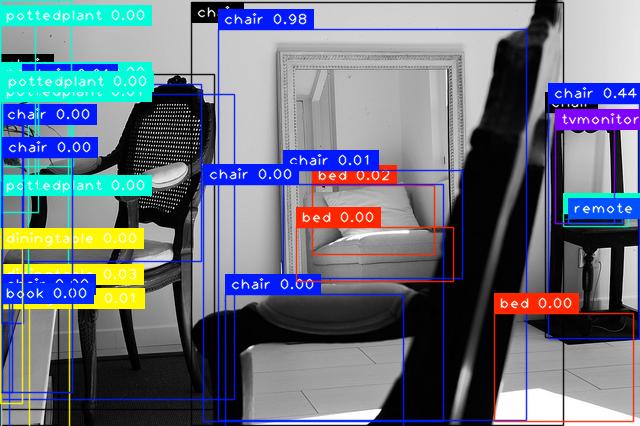 pottedplant 0.00
cha
chair 0.98
chair 0.44
pottedplant 0.00
tvmonitor
chair 0.00
chair 0.00
chair 0.01
chair 0.00
bed 0.02
pottedplant 0.00
remote
bed 0.00
diningtable 0.00
0.03
chair 0.00
book 0.00
0.01
bed 0.00